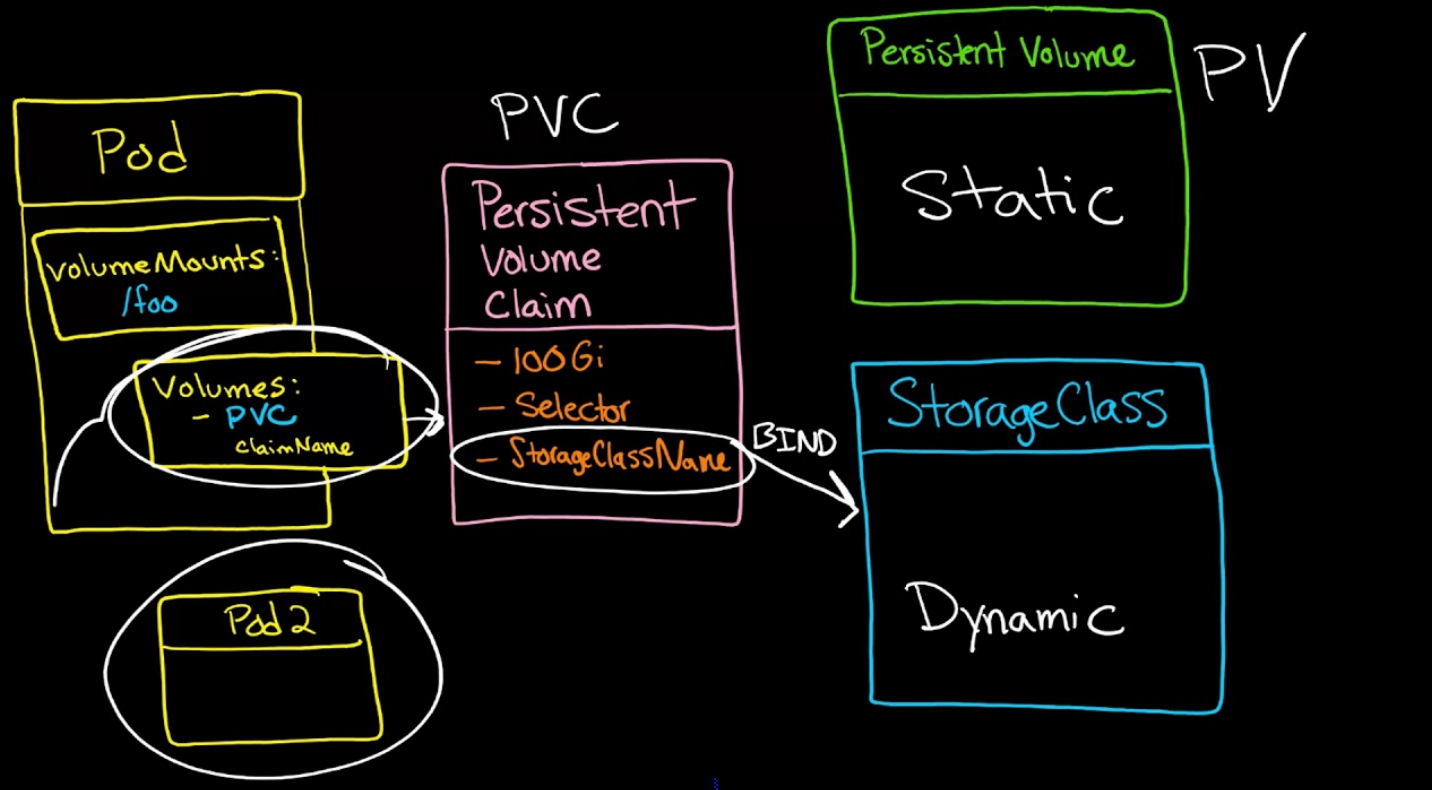 Pod
volumeMounts:
/foo
Volumes:
- PVC
claimName
Pod 2
PVC
Persistent
Volume
Claim
- 100Gi
- Selector
- StorageClassName
BIND
Persistent Volume
PV
Static
StorageClass
Dynamic